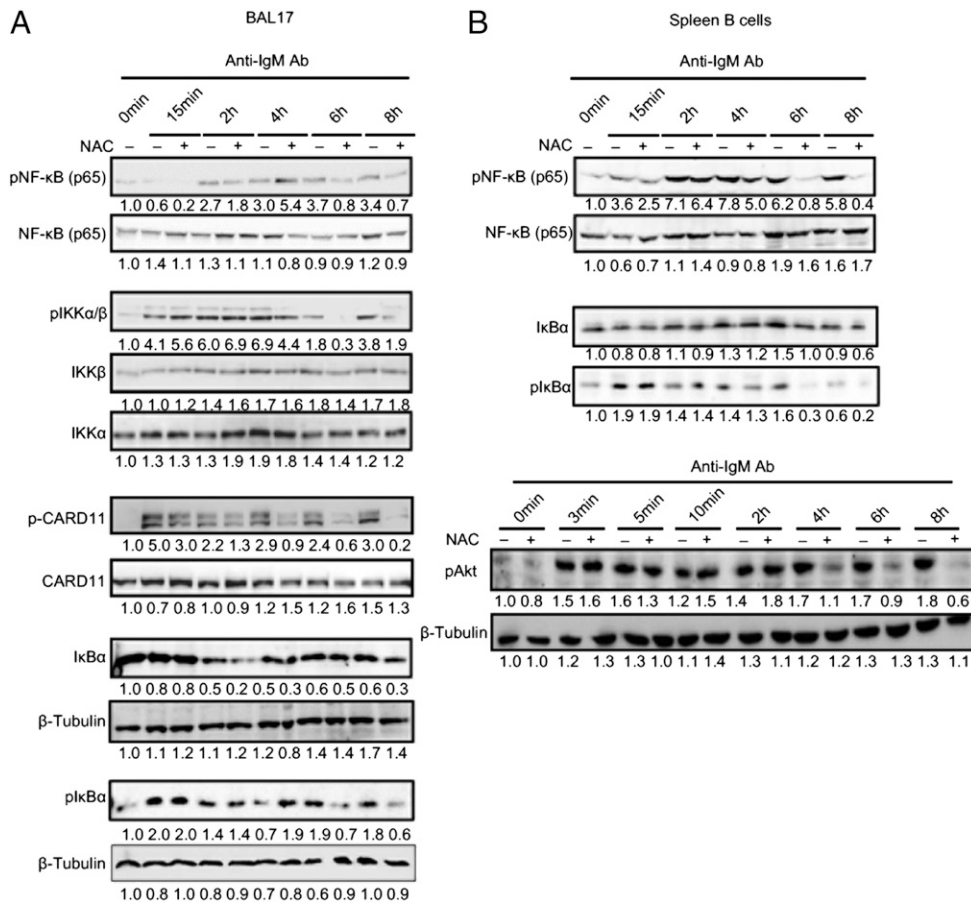 A
BAL17
Anti-IgM Ab
0min 15min 2h 4h 6h 8h
NAC – – + – + – + – + – +
pNF-κB (p65)
1.0 0.6 0.2 2.7 1.8 3.0 5.4 3.7 0.8 3.4 0.7
NF-κB (p65)
1.0 1.4 1.1 1.3 1.1 1.1 0.8 0.9 0.9 1.2 0.9
pIKKα/β
1.0 4.1 5.6 6.0 6.9 6.9 4.4 1.8 0.3 3.8 1.9
IKKβ
1.0 1.0 1.2 1.4 1.6 1.7 1.6 1.8 1.4 1.7 1.8
IKKα
1.0 1.3 1.3 1.3 1.9 1.9 1.8 1.4 1.4 1.2 1.2
p-CARD11
1.0 5.0 3.0 2.2 1.3 2.9 0.9 2.4 0.6 3.0 0.2
CARD11
1.0 0.7 0.8 1.0 0.9 1.2 1.5 1.2 1.6 1.5 1.3
IκBα
1.0 0.8 0.8 0.5 0.2 0.5 0.3 0.6 0.5 0.6 0.3
β-Tubulin
1.0 1.1 1.2 1.1 1.2 1.2 0.8 1.4 1.4 1.7 1.4
pIκBα
1.0 2.0 2.0 1.4 1.4 0.7 1.9 1.9 0.7 1.8 0.6
β-Tubulin
1.0 0.8 1.0 0.8 0.9 0.7 0.8 0.6 0.9 1.0 0.9
B
Spleen B cells
Anti-IgM Ab
0min 15min 2h 4h 6h 8h
NAC – – + – + – + – + – +
pNF-κB (p65)
1.0 3.6 2.5 7.1 6.4 7.8 5.0 6.2 0.8 5.8 0.4
NF-κB (p65)
1.0 0.6 0.7 1.1 1.4 0.9 0.8 1.9 1.6 1.6 1.7
IκBα
1.0 0.8 0.8 1.1 0.9 1.3 1.2 1.5 1.0 0.9 0.6
pIκBα
1.0 1.9 1.9 1.4 1.4 1.4 1.3 1.6 0.3 0.6 0.2
Anti-IgM Ab
0min 3min 5min 10min 2h 4h 6h 8h
NAC – + – + – + – + – + – + – + – +
pAkt
1.0 0.8 1.5 1.6 1.6 1.3 1.2 1.5 1.4 1.8 1.7 1.1 1.7 0.9 1.8 0.6
β-Tubulin
1.0 1.0 1.2 1.3 1.3 1.0 1.1 1.4 1.3 1.1 1.2 1.2 1.3 1.3 1.3 1.1